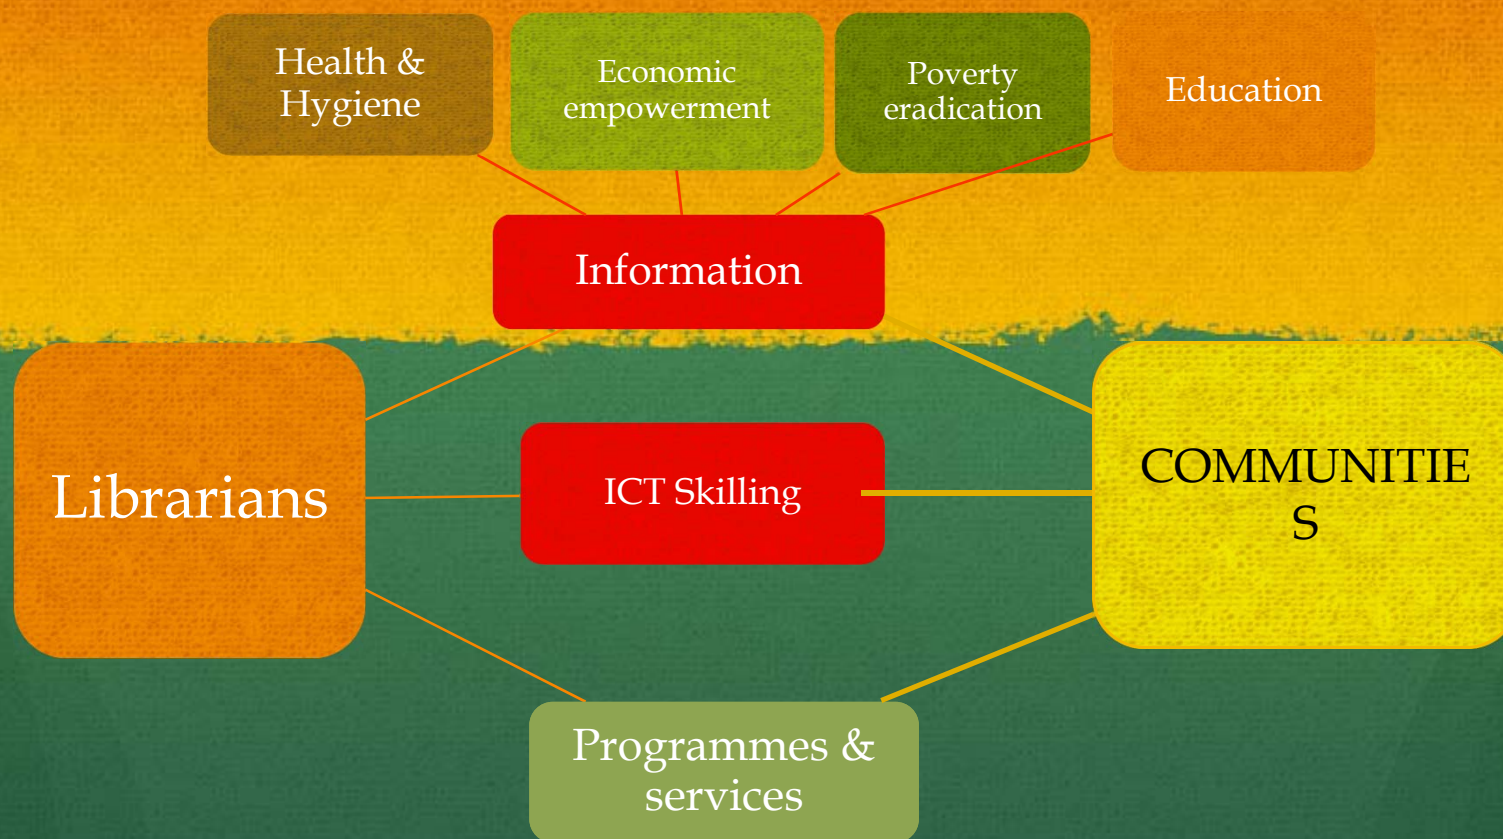 Health &
Hygiene
Economic
empowerment
Poverty
eradication
Education
Information
Librarians
ICT Skilling
COMMUNITIE
S
Programmes &
services